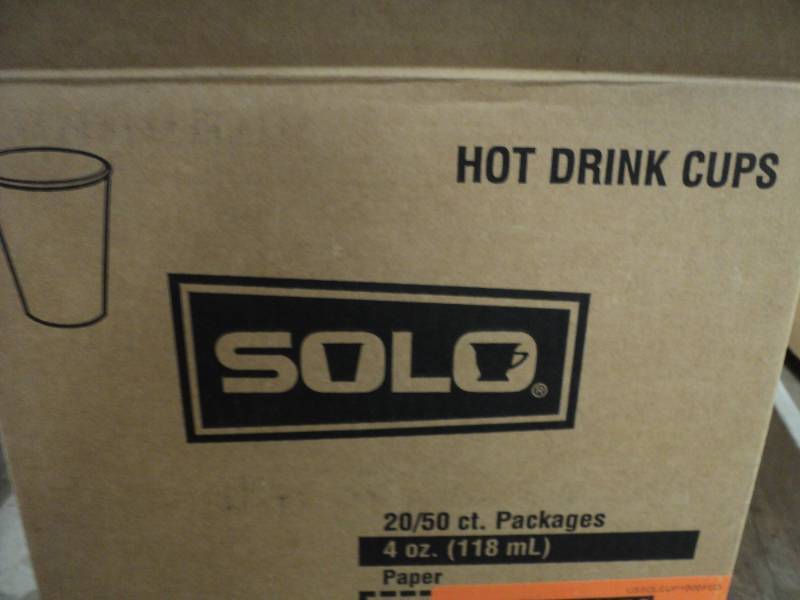 HOT DRINK CUPS
SOLO®
20/50 ct. Packages
4 oz. (118 mL)
Paper